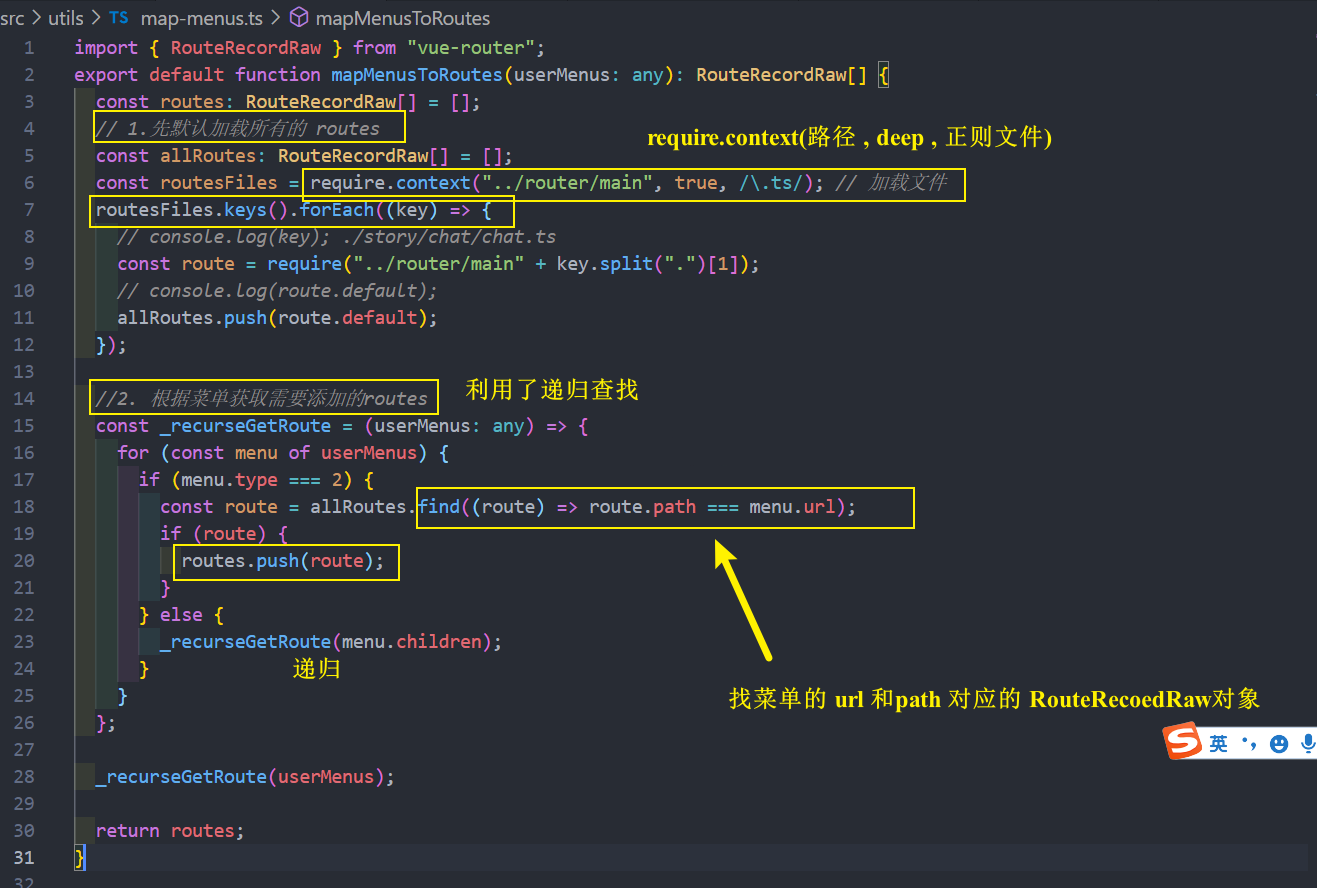 src > utils > TS map-menus.ts > mapMenusToRoutes
1 import { RouteRecordRaw } from "vue-router";
2 export default function mapMenusToRoutes(userMenus: any): RouteRecordRaw[] {
3 const routes: RouteRecordRaw[] = [];
4 // 1.先默认加载所有的 routes
require.context(路径 , deep , 正则文件)
5 const allRoutes: RouteRecordRaw[] = [];
6 const routesFiles = require.context("../router/main", true, /\.ts/); // 加载文件
7 routesFiles.keys().forEach((key) => {
8 // console.log(key); ./story/chat/chat.ts
9 const route = require("../router/main" + key.split(".")[1]);
10 // console.log(route.default);
11 allRoutes.push(route.default);
12 });
13
14 //2. 根据菜单获取需要添加的routes
利用了递归查找
15 const _recurseGetRoute = (userMenus: any) => {
16 for (const menu of userMenus) {
17 if (menu.type === 2) {
18 const route = allRoutes.find((route) => route.path === menu.url);
19 if (route) {
20 routes.push(route);
21 }
22 } else {
23 _recurseGetRoute(menu.children);
24 }
递归
25 }
找菜单的 url 和path 对应的 RouteRecoedRaw对象
26 };
英
27
28 _recurseGetRoute(userMenus);
29
30 return routes;
31 }
32